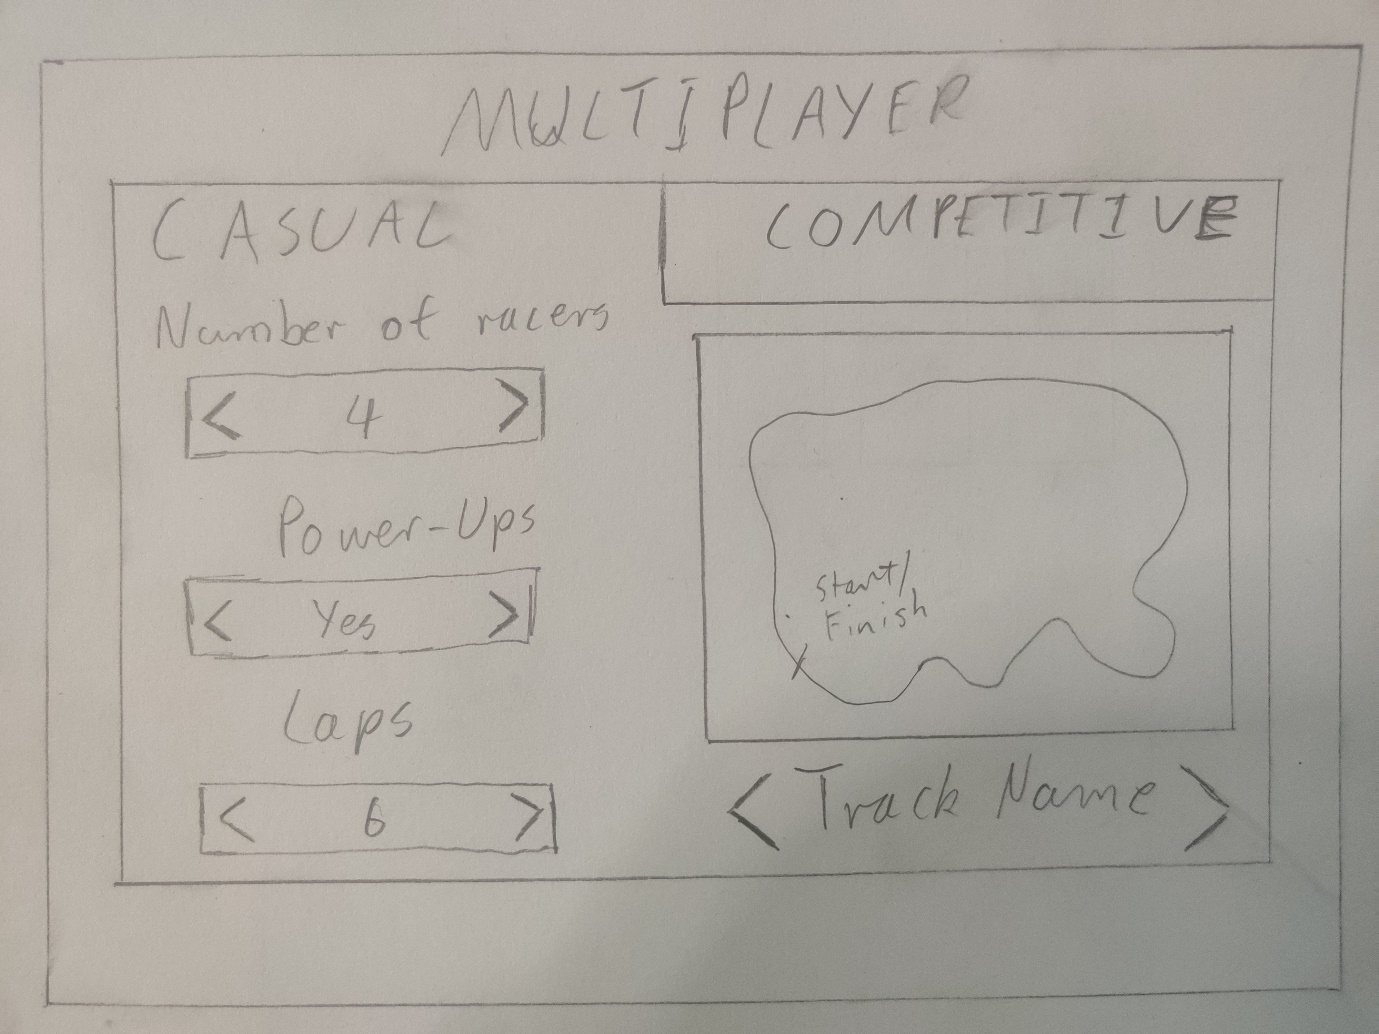 MULTIPLAYER
CASUAL
COMPETITIVE
Number of racers
< 4 >
Power-Ups
< Yes >
Laps
< 6 >
Start/
Finish
< Track Name >